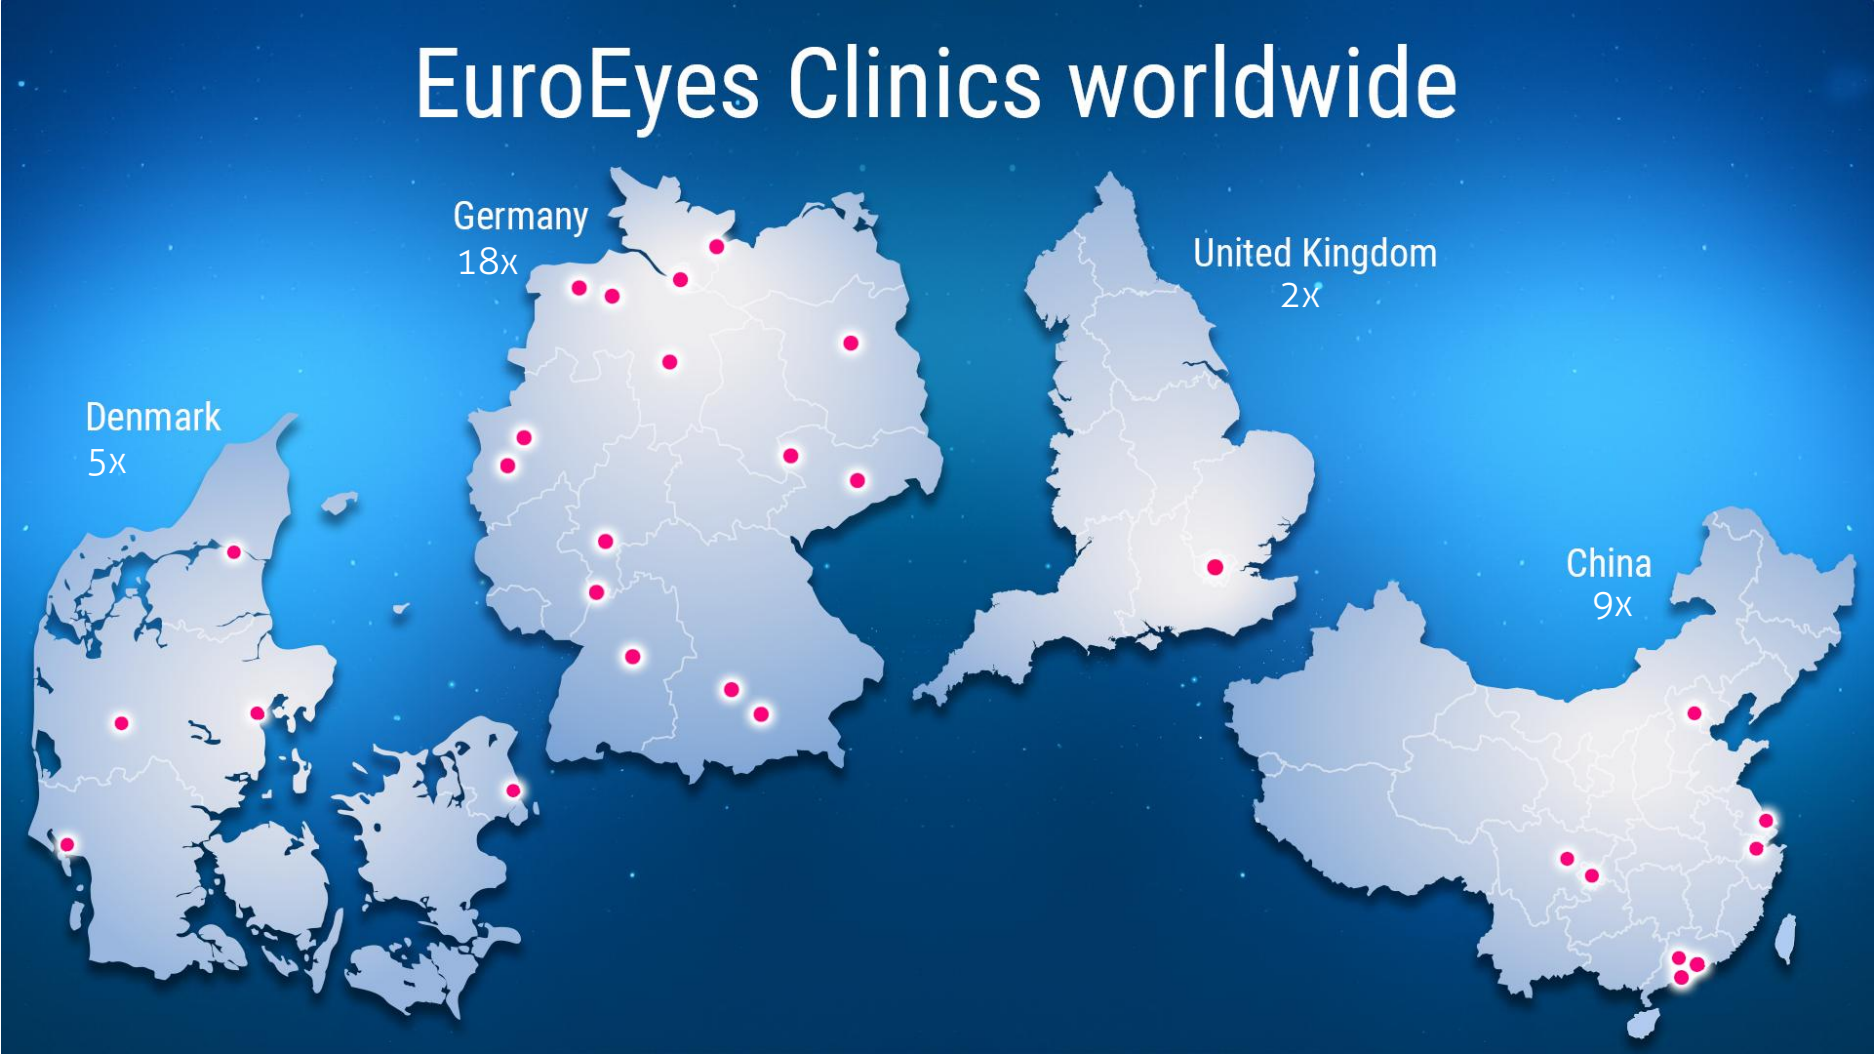 EuroEyes Clinics worldwide
Germany
18x
United Kingdom
2x
Denmark
5x
China
9x